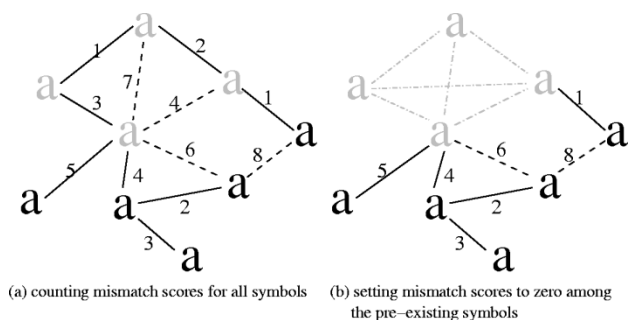 a
1
2
7
a
a
4
1
3
a
a
6
8
5
4
a
a
a
2
3
a
(a) counting mismatch scores for all symbols
a
a
a
1
a
a
6
8
5
4
a
a
a
2
3
a
(b) setting mismatch scores to zero among
the pre-existing symbols